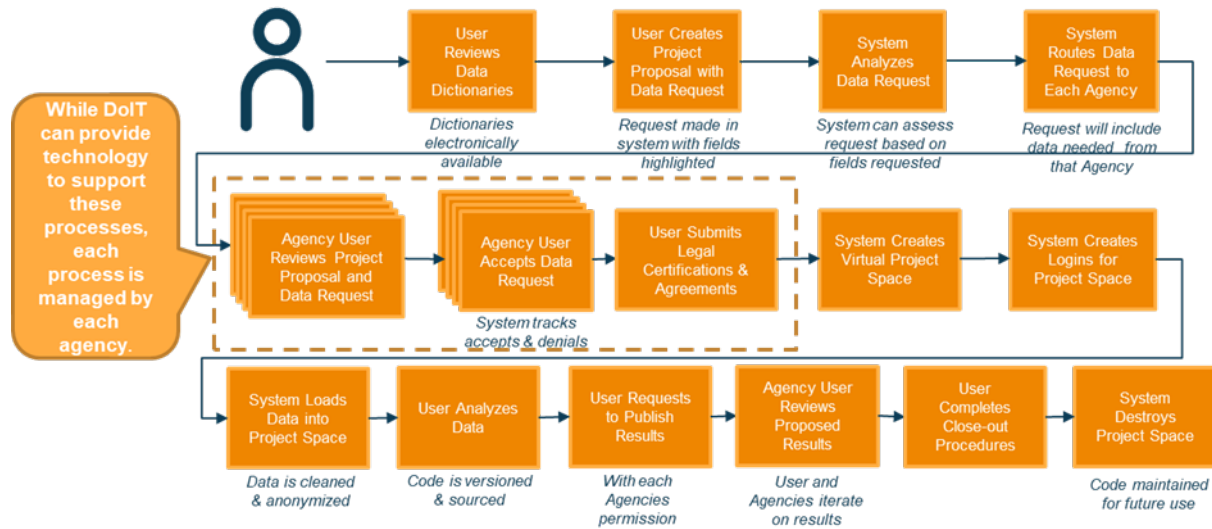 User
Reviews
Data
Dictionaries
Dictionaries
electronically
available
User Creates
Project
Proposal with
Data Request
Request made in
system with fields
highlighted
System
Analyzes
Data Request
System can assess
request based on
fields requested
System
Routes Data
Request to
Each Agency
Request will include
data needed from
that Agency
While DoIT
can provide
technology
to support
these
processes,
each
process is
managed by
each
agency.
Agency User
Reviews Project
Proposal and
Data Request
Agency User
Accepts Data
Request
System tracks
accepts & denials
User Submits
Legal
Certifications &
Agreements
System Creates
Virtual Project
Space
System Creates
Logins for
Project Space
System Loads
Data into
Project Space
Data is cleaned
& anonymized
User Analyzes
Data
Code is versioned
& sourced
User Requests
to Publish
Results
With each
Agencies
permission
Agency User
Reviews
Proposed
Results
User and
Agencies iterate
on results
User
Completes
Close-out
Procedures
System
Destroys
Project Space
Code maintained
for future use